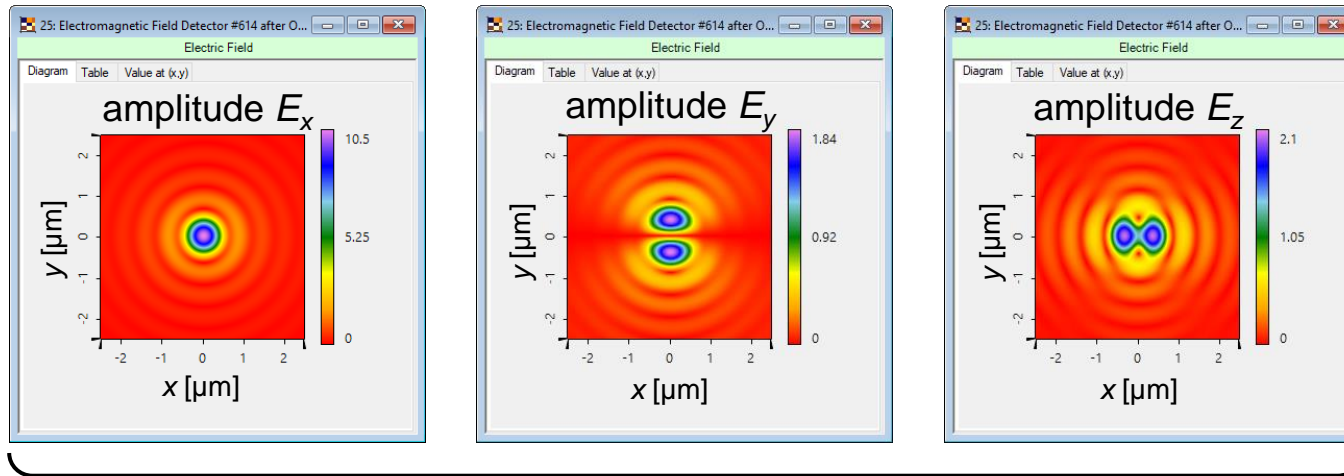 25: Electromagnetic Field Detector #614 after O...
Electric Field
Diagram Table Value at (x,y)
amplitude Ex
10.5
5.25
0
y [µm]
2
1
0
-1
-2
-2 -1 0 1 2
x [µm]
25: Electromagnetic Field Detector #614 after O...
Electric Field
Diagram Table Value at (x,y)
amplitude Ey
1.84
0.92
0
y [µm]
2
1
0
-1
-2
-2 -1 0 1 2
x [µm]
25: Electromagnetic Field Detector #614 after O...
Electric Field
Diagram Table Value at (x,y)
amplitude Ez
2.1
1.05
0
y [µm]
2
1
0
-1
-2
-2 -1 0 1 2
x [µm]